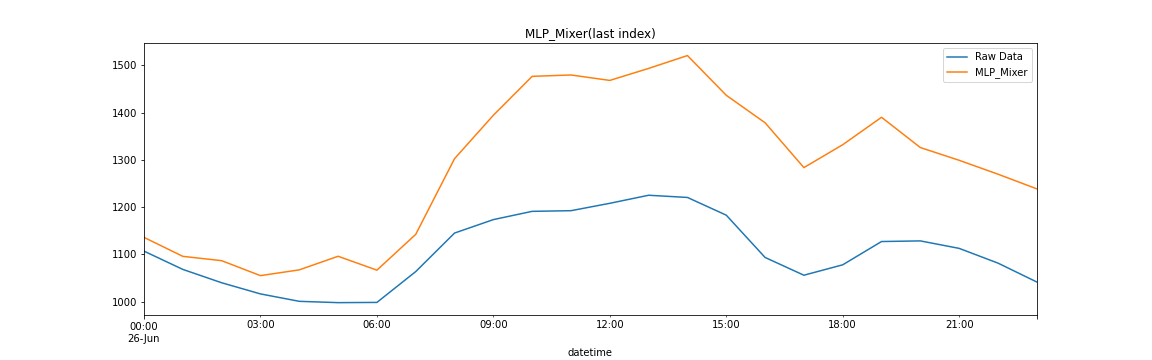 MLP_Mixer(last index)
Raw Data
MLP_Mixer
1500
1400
1300
1200
1100
1000
00:00 03:00 06:00 09:00 12:00 15:00 18:00 21:00
26-Jun
datetime